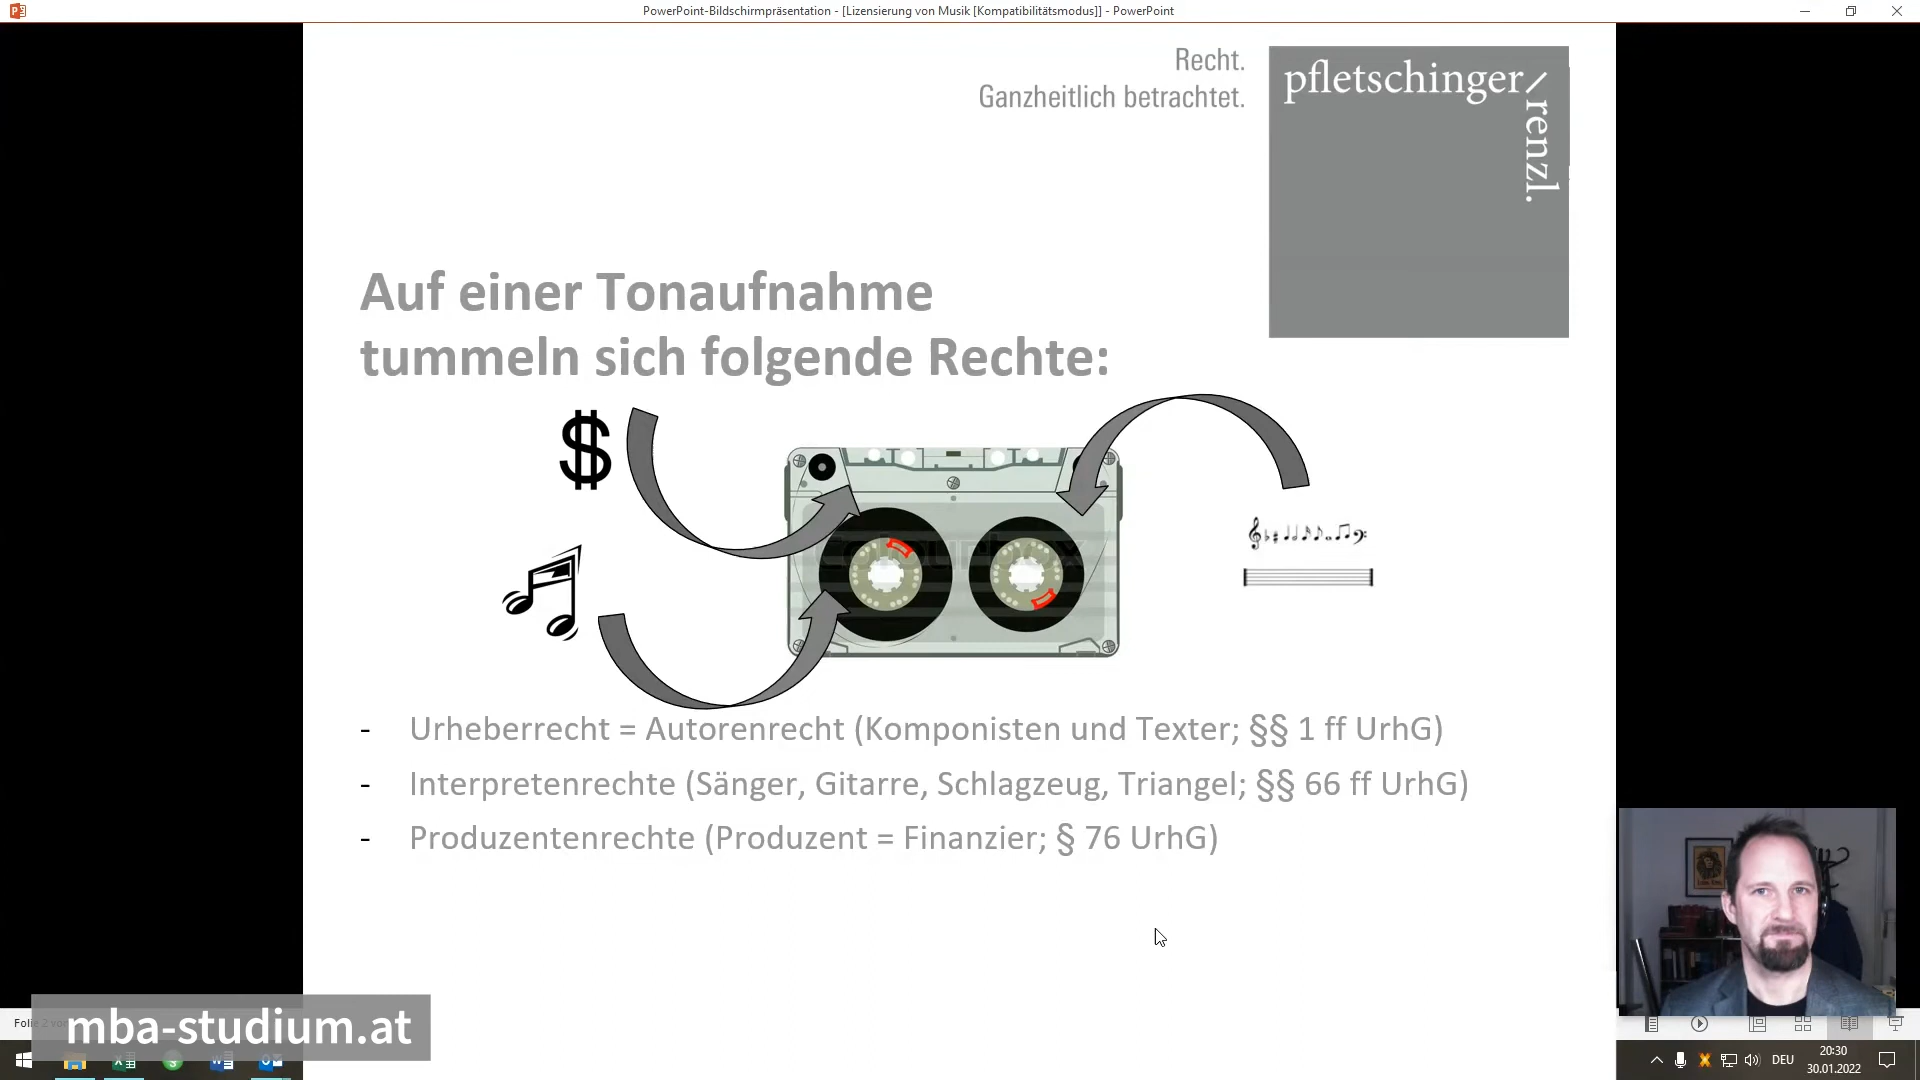 PowerPoint-Bildschirmpräsentation - [Lizensierung von Musik [Kompatibilitätsmodus]] - PowerPoint
Recht.
Ganzheitlich betrachtet.
pfletschinger/
renzl.
Auf einer Tonaufnahme
tummeln sich folgende Rechte:
$
- Urheberrecht = Autorenrecht (Komponisten und Texter; §§ 1 ff UrhG)
- Interpretenrechte (Sänger, Gitarre, Schlagzeug, Triangel; §§ 66 ff UrhG)
- Produzentenrechte (Produzent = Finanzier; § 76 UrhG)
mba-studium.at
DEU
20:30
30.01.2022